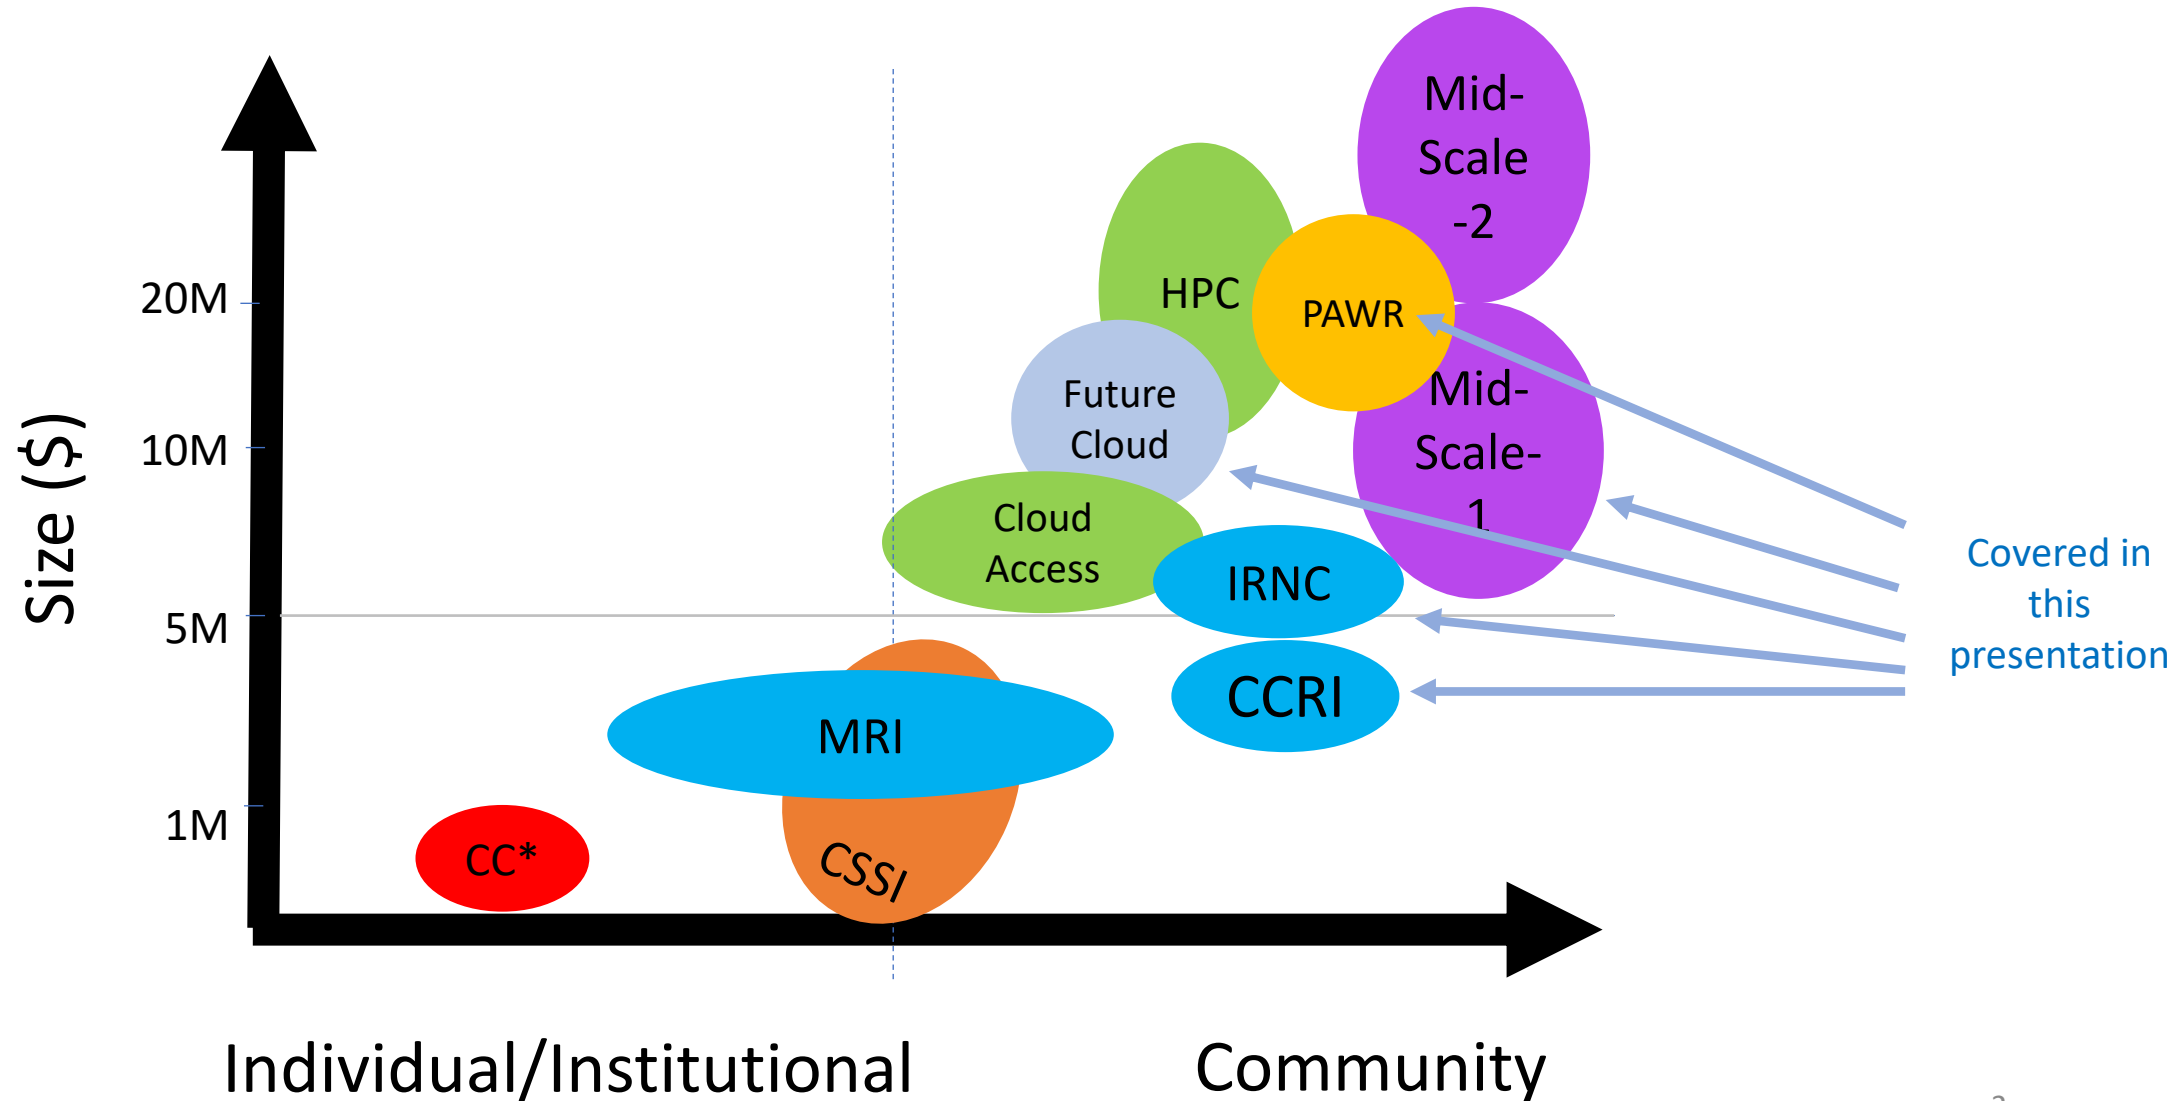 Mid-
Scale
-2
HPC
PAWR
20M
Future
Cloud
Mid-
Scale-
1
10M
Size ($)
Cloud
Access
IRNC
Covered in
this
presentation
5M
CCRI
MRI
1M
CC*
CSSI
Individual/Institutional
Community